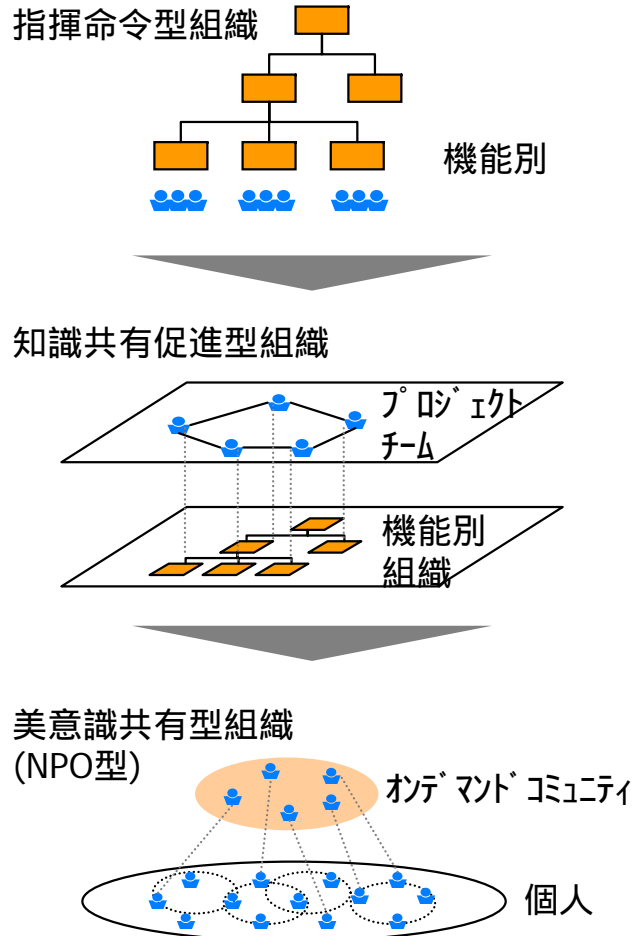 指揮命令型組織
機能別
知識共有促進型組織
ﾌﾟﾛｼﾞｪｸﾄ
ﾁｰﾑ
機能別
組織
美意識共有型組織
(NPO型)
ｵﾝﾃﾞﾏﾝﾄﾞｺﾐｭﾆﾃｨ
個人